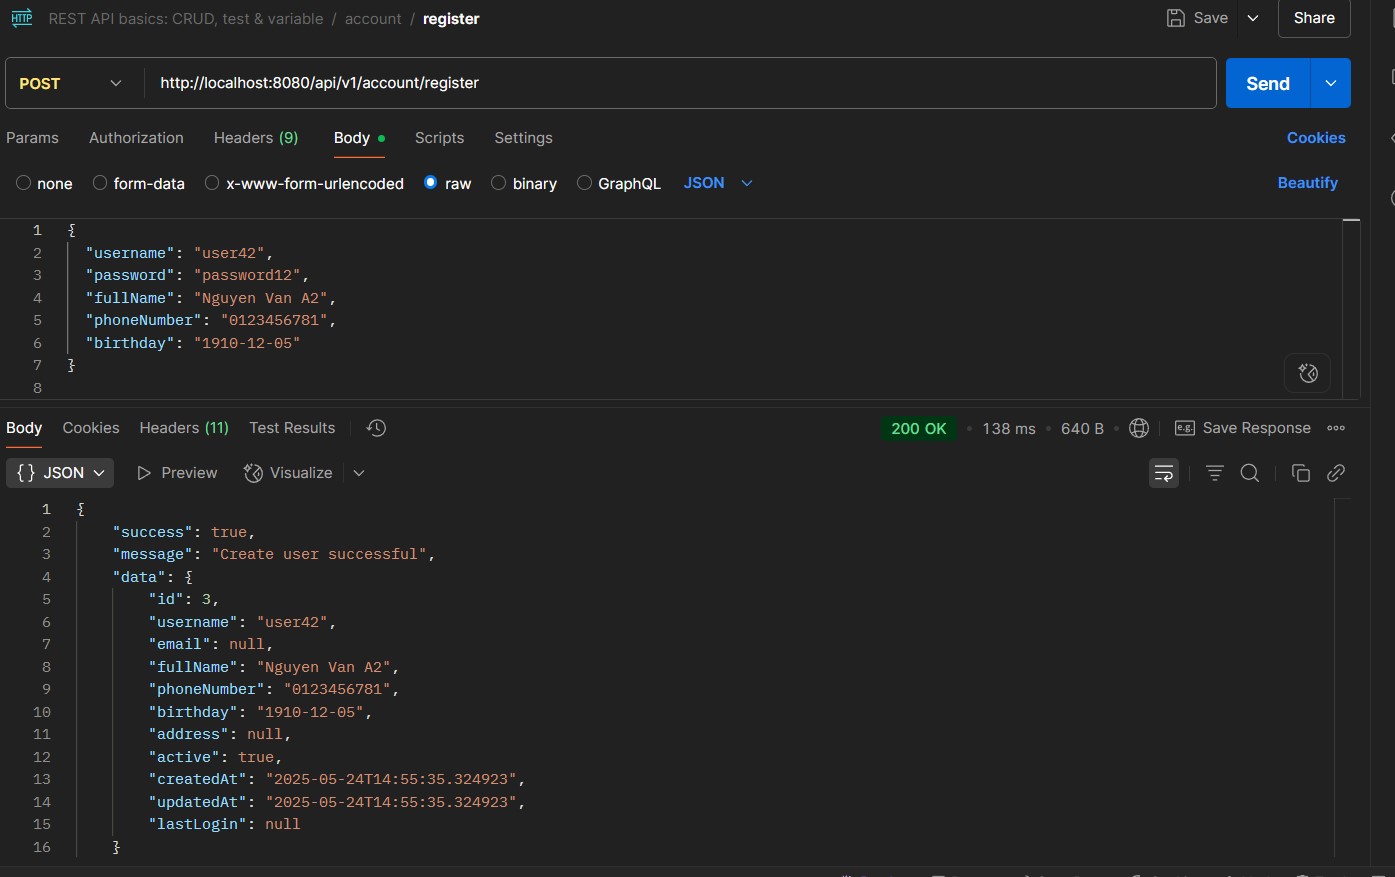 HTTP REST API basics: CRUD, test & variable / account / register Save Share
POST http://localhost:8080/api/v1/account/register Send
Params Authorization Headers (9) Body Scripts Settings Cookies
none form-data x-www-form-urlencoded raw binary GraphQL JSON Beautify
1 {
2 "username": "user42",
3 "password": "password12",
4 "fullName": "Nguyen Van A2",
5 "phoneNumber": "0123456781",
6 "birthday": "1910-12-05"
7 }
8
Body Cookies Headers (11) Test Results 200 OK • 138 ms • 640 B • e.g. Save Response
{} JSON Preview Visualize
1 {
2 "success": true,
3 "message": "Create user successful",
4 "data": {
5 "id": 3,
6 "username": "user42",
7 "email": null,
8 "fullName": "Nguyen Van A2",
9 "phoneNumber": "0123456781",
10 "birthday": "1910-12-05",
11 "address": null,
12 "active": true,
13 "createdAt": "2025-05-24T14:55:35.324923",
14 "updatedAt": "2025-05-24T14:55:35.324923",
15 "lastLogin": null
16 }